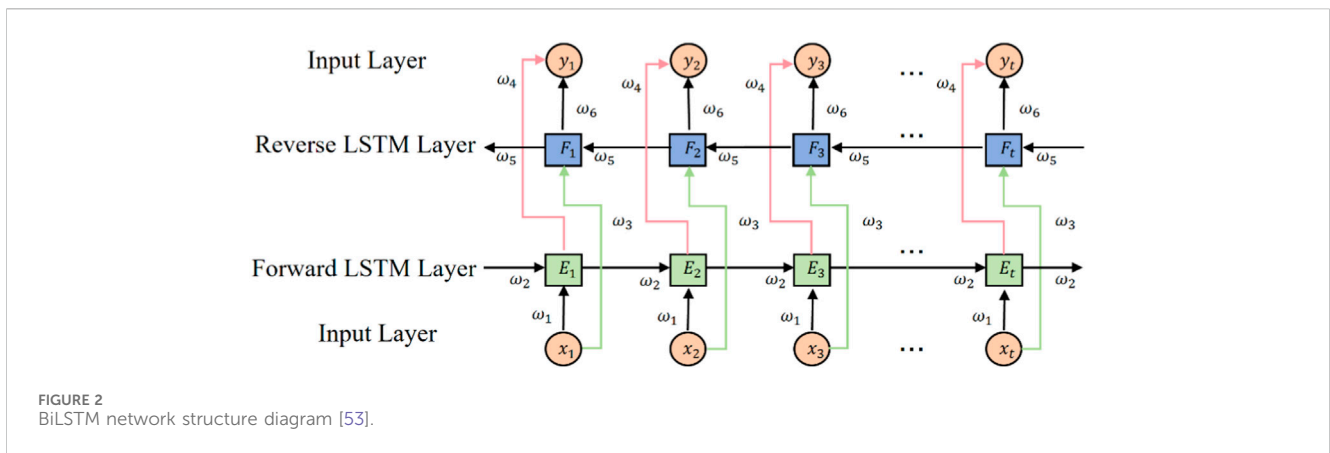 Input Layer y₁ y₂ y₃ ... yₜ
ω₄ ω₄ ω₄ ω₄
ω₆ ω₆ ω₆ ω₆
Reverse LSTM Layer F₁ F₂ F₃ ... Fₜ
ω₅ ω₅ ω₅ ω₅ ω₅
ω₃ ω₃ ω₃ ω₃
Forward LSTM Layer E₁ E₂ E₃ ... Eₜ
ω₂ ω₂ ω₂ ω₂ ω₂
ω₁ ω₁ ω₁ ω₁
Input Layer x₁ x₂ x₃ ... xₜ
FIGURE 2
BiLSTM network structure diagram [53].